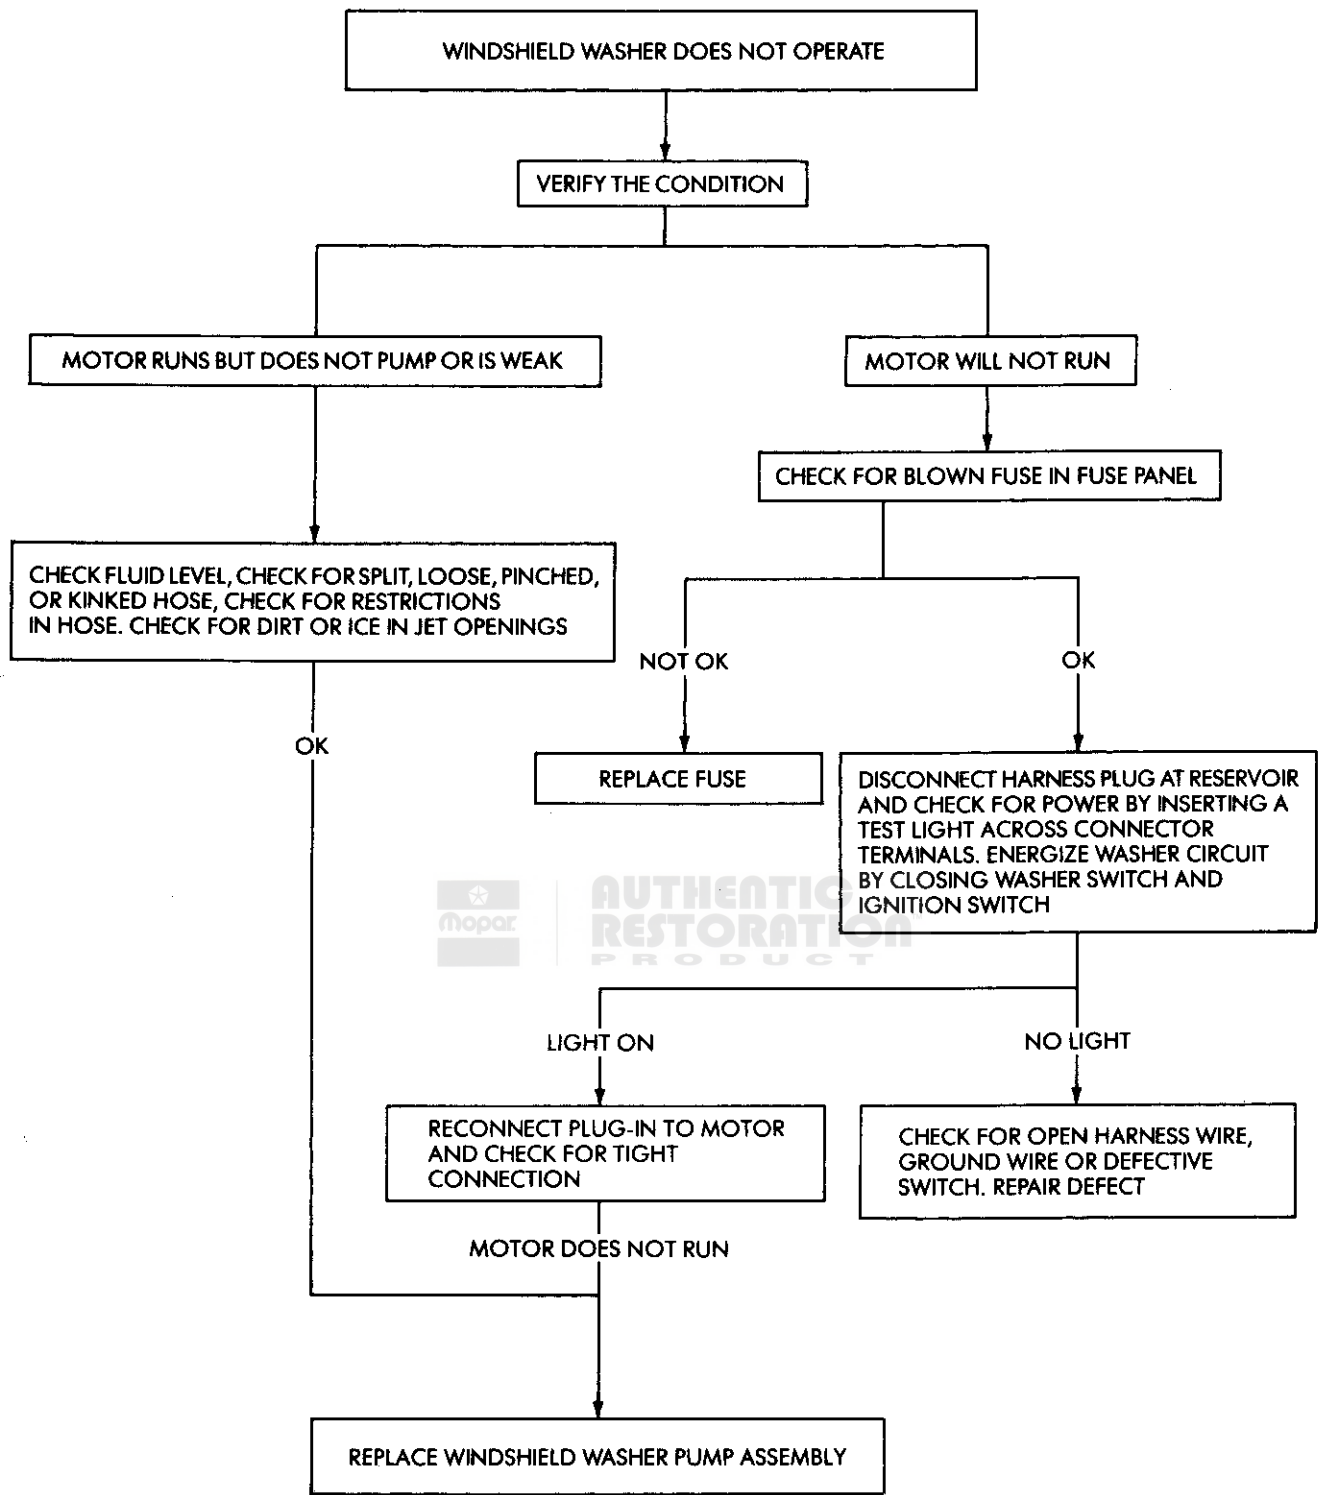 WINDSHIELD WASHER DOES NOT OPERATE
VERIFY THE CONDITION
MOTOR RUNS BUT DOES NOT PUMP OR IS WEAK
MOTOR WILL NOT RUN
CHECK FOR BLOWN FUSE IN FUSE PANEL
CHECK FLUID LEVEL, CHECK FOR SPLIT, LOOSE, PINCHED,
OR KINKED HOSE, CHECK FOR RESTRICTIONS
IN HOSE. CHECK FOR DIRT OR ICE IN JET OPENINGS
NOT OK
OK
OK
REPLACE FUSE
DISCONNECT HARNESS PLUG AT RESERVOIR
AND CHECK FOR POWER BY INSERTING A
TEST LIGHT ACROSS CONNECTOR
TERMINALS. ENERGIZE WASHER CIRCUIT
BY CLOSING WASHER SWITCH AND
IGNITION SWITCH
Mopar
AUTHENTIC
RESTORATION
PRODUCT
LIGHT ON
NO LIGHT
RECONNECT PLUG-IN TO MOTOR
AND CHECK FOR TIGHT
CONNECTION
CHECK FOR OPEN HARNESS WIRE,
GROUND WIRE OR DEFECTIVE
SWITCH. REPAIR DEFECT
MOTOR DOES NOT RUN
REPLACE WINDSHIELD WASHER PUMP ASSEMBLY